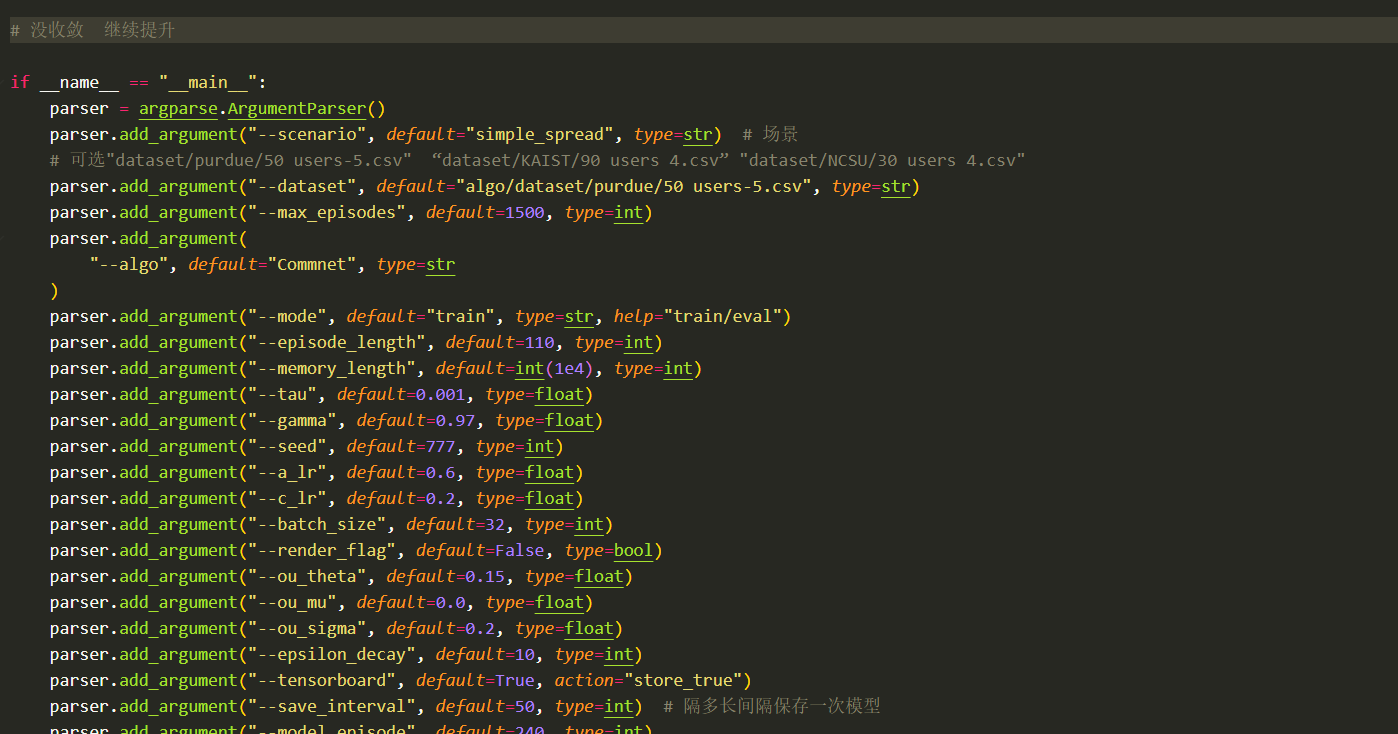 # 没收敛  继续提升
if __name__ == "__main__":
    parser = argparse.ArgumentParser()
    parser.add_argument("--scenario", default="simple_spread", type=str)  # 场景
    # 可选"dataset/purdue/50 users-5.csv"  “dataset/KAIST/90 users 4.csv” "dataset/NCSU/30 users 4.csv"
    parser.add_argument("--dataset", default="algo/dataset/purdue/50 users-5.csv", type=str)
    parser.add_argument("--max_episodes", default=1500, type=int)
    parser.add_argument(
        "--algo", default="Commnet", type=str
    )
    parser.add_argument("--mode", default="train", type=str, help="train/eval")
    parser.add_argument("--episode_length", default=110, type=int)
    parser.add_argument("--memory_length", default=int(1e4), type=int)
    parser.add_argument("--tau", default=0.001, type=float)
    parser.add_argument("--gamma", default=0.97, type=float)
    parser.add_argument("--seed", default=777, type=int)
    parser.add_argument("--a_lr", default=0.6, type=float)
    parser.add_argument("--c_lr", default=0.2, type=float)
    parser.add_argument("--batch_size", default=32, type=int)
    parser.add_argument("--render_flag", default=False, type=bool)
    parser.add_argument("--ou_theta", default=0.15, type=float)
    parser.add_argument("--ou_mu", default=0.0, type=float)
    parser.add_argument("--ou_sigma", default=0.2, type=float)
    parser.add_argument("--epsilon_decay", default=10, type=int)
    parser.add_argument("--tensorboard", default=True, action="store_true")
    parser.add_argument("--save_interval", default=50, type=int)  # 隔多长间隔保存一次模型
    parser.add_argument("--model_episode", default=240, type=int)